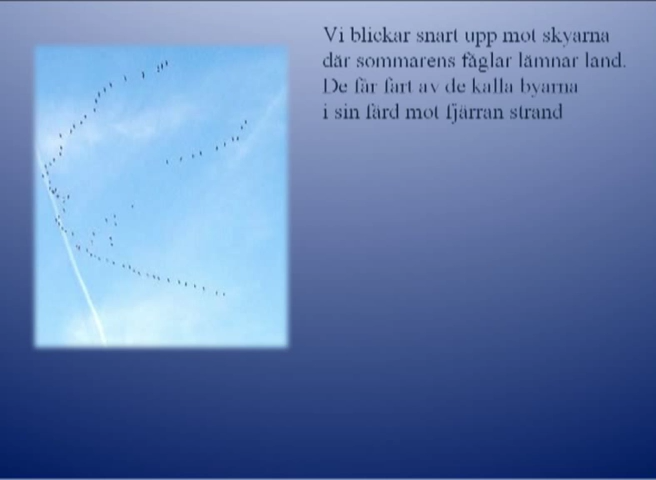 Vi blickar snart upp mot skyarna
där sommarens fåglar lämnar land.
De får fart av de kalla byarna
i sin färd mot fjärran strand